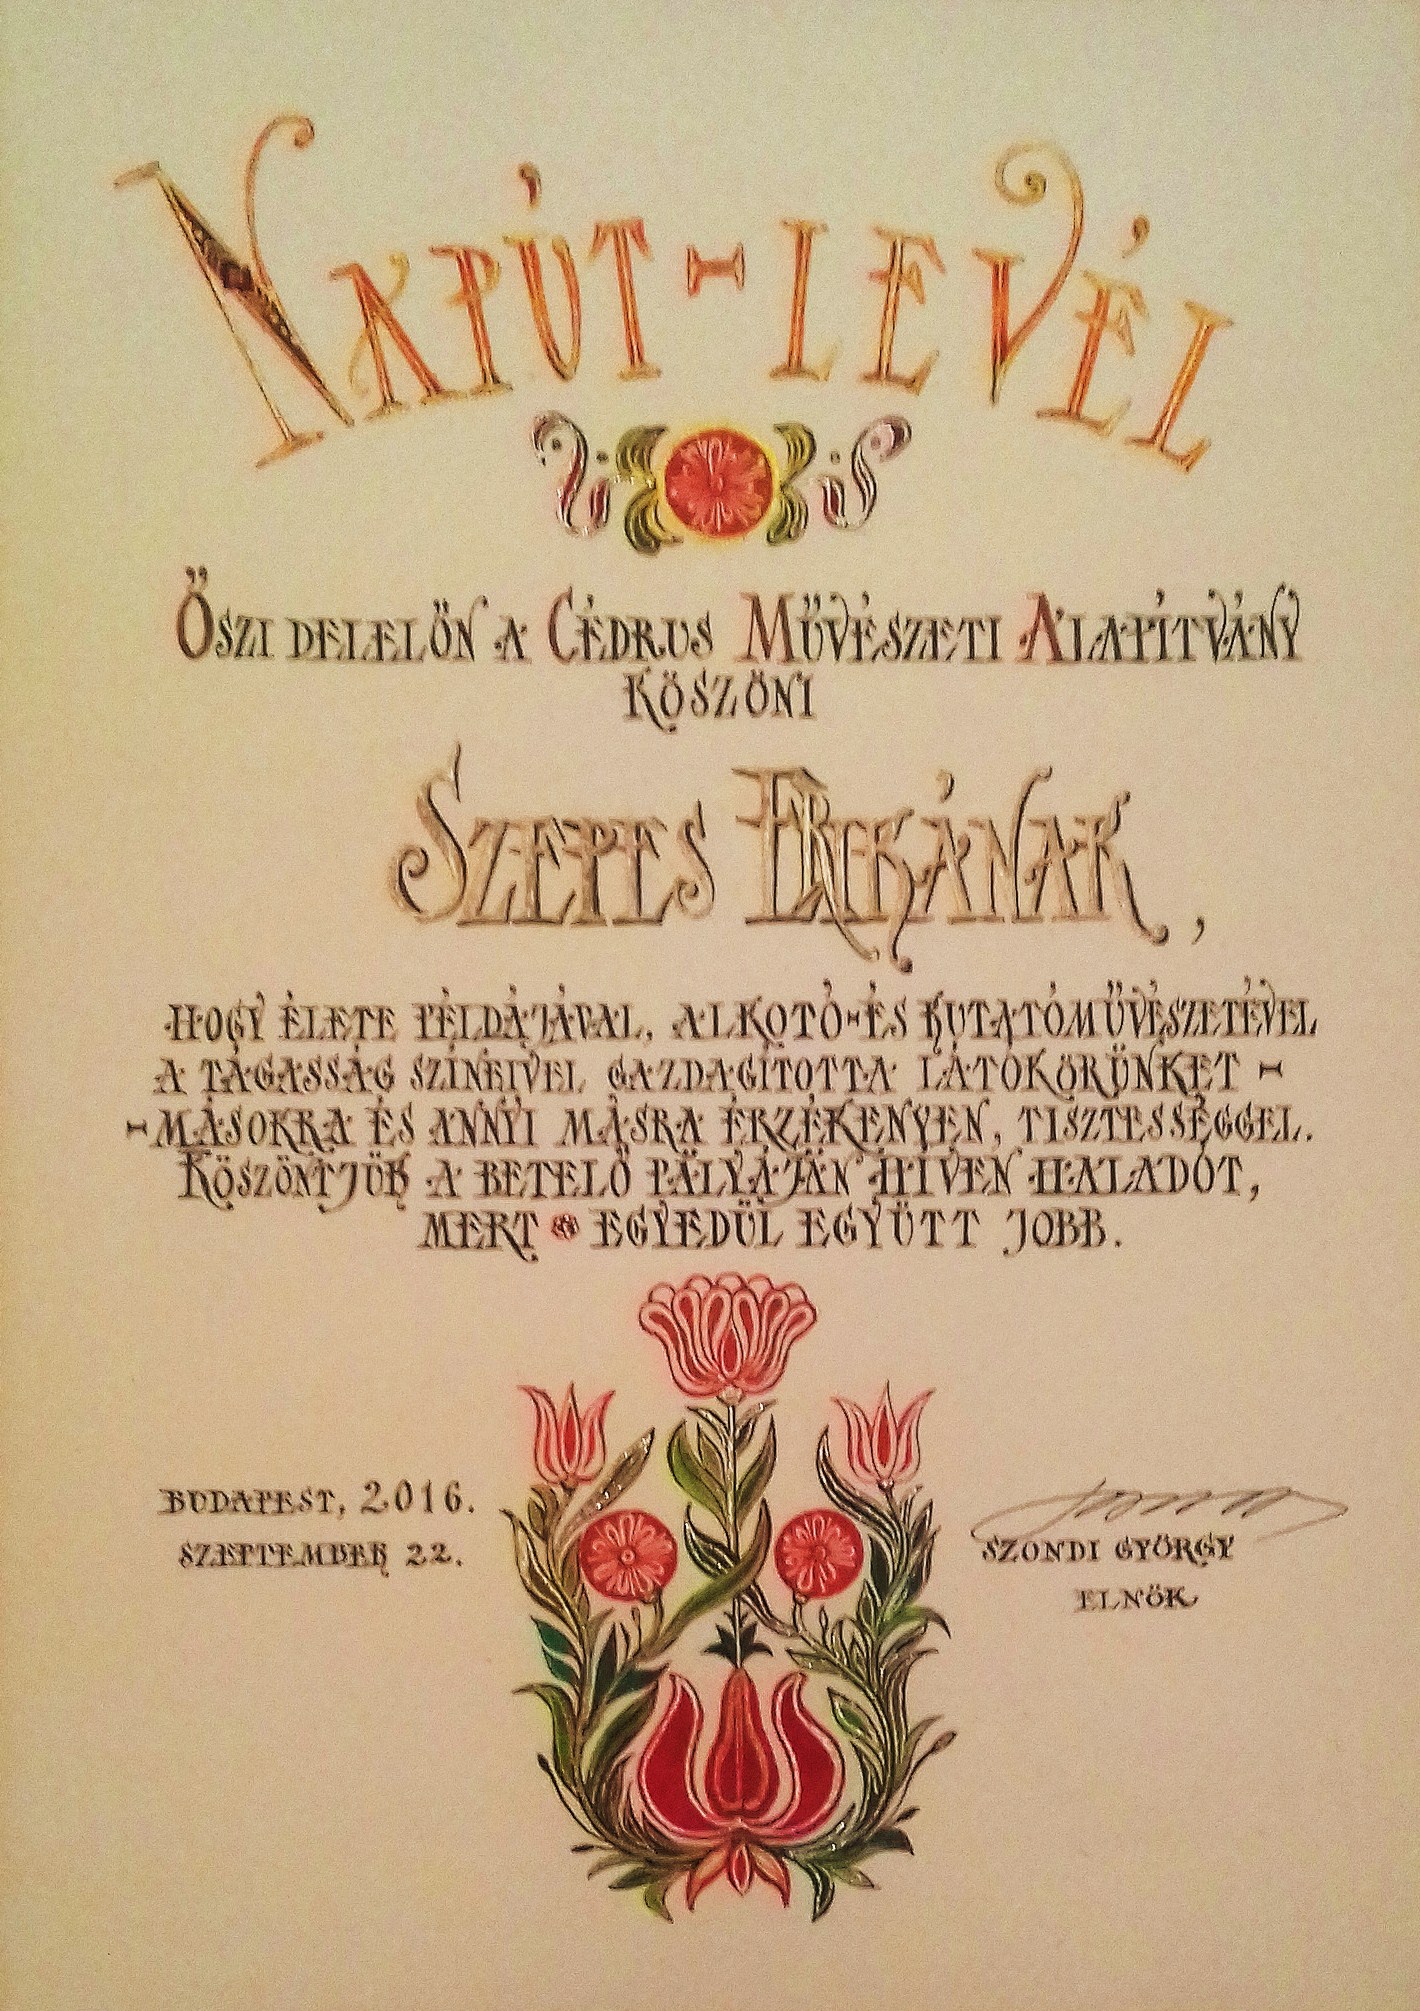 NAPÚT-LEVÉL
ŐSZI DELELŐN A CÉDRUS MŰVÉSZETI ALAPÍTVÁNY
KÖSZÖNI
SZEPES ERIKÁNAK,
HOGY ÉLETE PÉLDÁJÁVAL, ALKOTÓ- ÉS KUTATÓMŰVÉSZETÉVEL
A TÁGASSÁG SZÍNEIVEL GAZDAGÍTOTTA LÁTÓKÖRÜNKET -
- MÁSOKRA ÉS ANNYI MÁSRA ÉRZÉKENYEN, TISZTESSÉGGEL.
KÖSZÖNTJÜK A BETELŐ PÁLYÁJÁN HÍVEN HALADÓT,
MERT EGYEDÜL EGYÜTT JOBB.
BUDAPEST, 2016.
SZEPTEMBER 22.
SZONDI GYÖRGY
ELNÖK